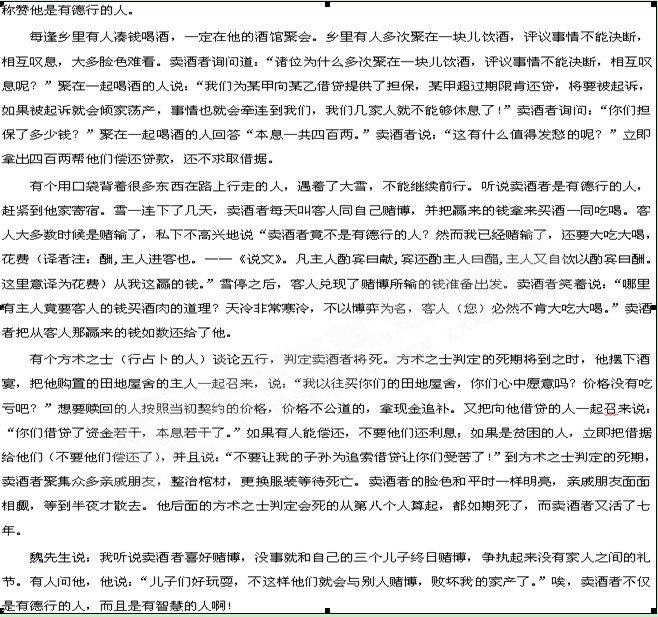 称赞他是有德行的人。
每逢乡里有人凑钱喝酒，一定在他的酒馆聚会。乡里有人多次聚在一块儿饮酒，评议事情不能决断，
相互叹息，大多脸色难看。卖酒者询问道：“诸位为什么多次聚在一块儿饮酒，评议事情不能决断，相互叹
息呢？”聚在一起喝酒的人说：“我们为某甲向某乙借贷提供了担保，某甲超过期限肯还贷，将要被起诉，
如果被起诉就会倾家荡产，事情也就会牵连到我们，我们几家人就不能够休息了！”卖酒者询问：“你们担
保了多少钱？”聚在一起喝酒的人回答“本息一共四百两。”卖酒者说：“这有什么值得发愁的呢？”立即
拿出四百两帮他们偿还贷款，还不求取借据。
有个用口袋背着很多东西在路上行走的人，遇着了大雪，不能继续前行。听说卖酒者是有德行的人，
赶紧到他家寄宿。雪一连下了几天，卖酒者每天叫客人同自己赌博，并把赢来的钱拿来买酒一同吃喝。客
人大多数时候是赌输了，私下不高兴地说“卖酒者竟不是有德行的人？然而我已经赌输了，还要大吃大喝，
花费（译者注：酬,主人进客也。——《说文》。凡主人酌宾曰献,宾还酌主人曰醋,主人又自饮以酌宾曰酬。
这里意译为花费）从我这赢的钱。”雪停之后，客人兑现了赌博所输的钱准备出发。卖酒者笑着说：“哪里
有主人竟要客人的钱买酒肉的道理？天冷非常寒冷，不以博弈为名，客人（您）必然不肯大吃大喝。”卖酒
者把从客人那赢来的钱如数还给了他。
有个方术之士（行占卜的人）谈论五行，判定卖酒者将死。方术之士判定的死期将到之时，他摆下酒
宴，把他购置的田地屋舍的主人一起召来，说：“我以往买你们的田地屋舍，你们心中愿意吗？价格没有吃
亏吧？”想要赎回的人按照当初契约的价格，价格不公道的，拿现金追补。又把向他借贷的人一起召来说：
“你们借贷了资金若干，本息若干了。”如果有人能偿还，不要他们还利息；如果是贫困的人，立即把借据
给他们（不要他们偿还了），并且说：“不要让我的子孙为追索借贷让你们受苦了！”到方术之士判定的死期，
卖酒者聚集众多亲戚朋友，整治棺材，更换服装等待死亡。卖酒者的脸色和平时一样明亮，亲戚朋友面面
相觑，等到半夜才散去。他后面的方术之士判定会死的从第八个人算起，都如期死了，而卖酒者又活了七
年。
魏先生说：我听说卖酒者喜好赌博，没事就和自己的三个儿子终日赌博，争执起来没有家人之间的礼
节。有人问他，他说：“儿子们好玩耍，不这样他们就会与别人赌博，败坏我的家产了。”唉，卖酒者不仅
是有德行的人，而且是有智慧的人啊！